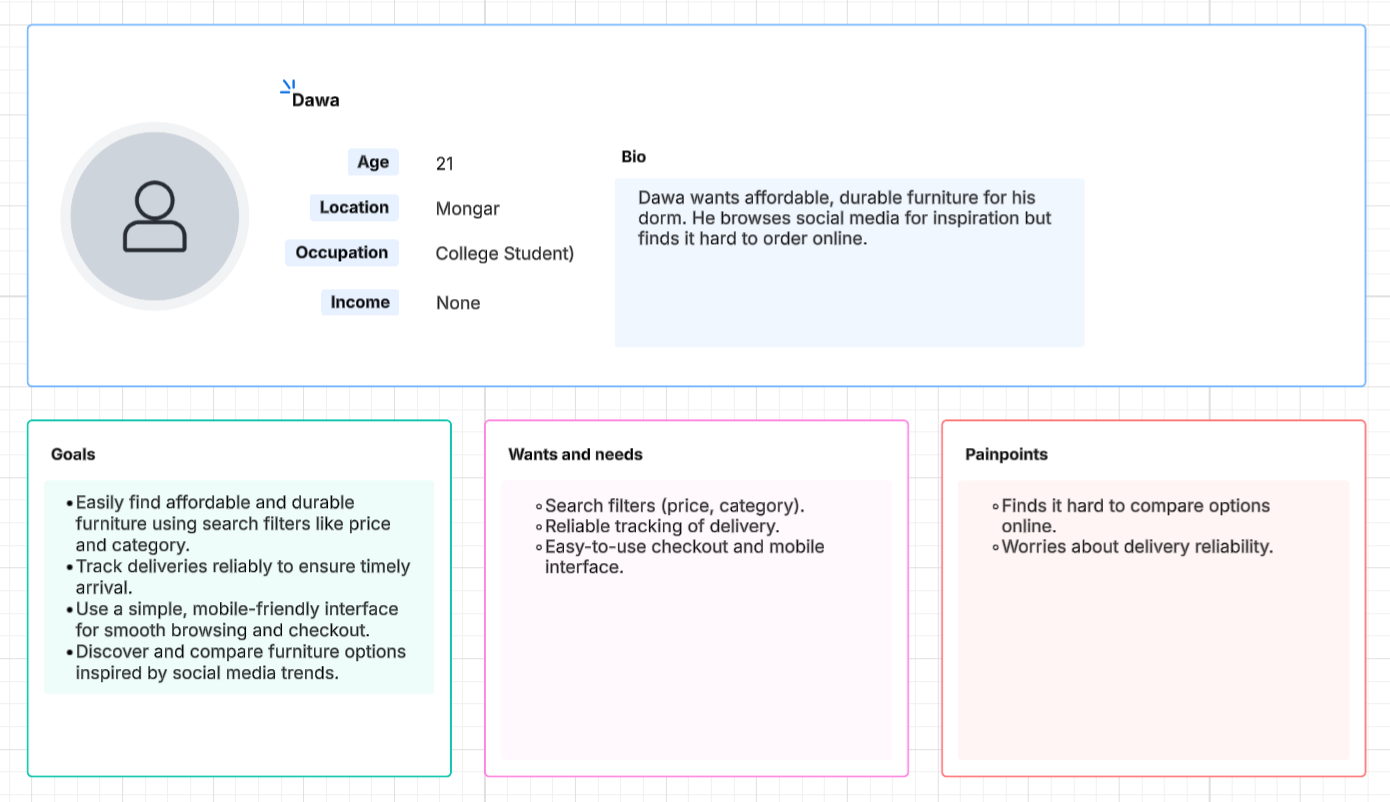 Dawa
Age 21
Location Mongar
Occupation College Student)
Income None
Bio
Dawa wants affordable, durable furniture for his
dorm. He browses social media for inspiration but
finds it hard to order online.
Goals
•Easily find affordable and durable
furniture using search filters like price
and category.
•Track deliveries reliably to ensure timely
arrival.
•Use a simple, mobile-friendly interface
for smooth browsing and checkout.
•Discover and compare furniture options
inspired by social media trends.
Wants and needs
◦Search filters (price, category).
◦Reliable tracking of delivery.
◦Easy-to-use checkout and mobile
interface.
Painpoints
◦Finds it hard to compare options
online.
◦Worries about delivery reliability.